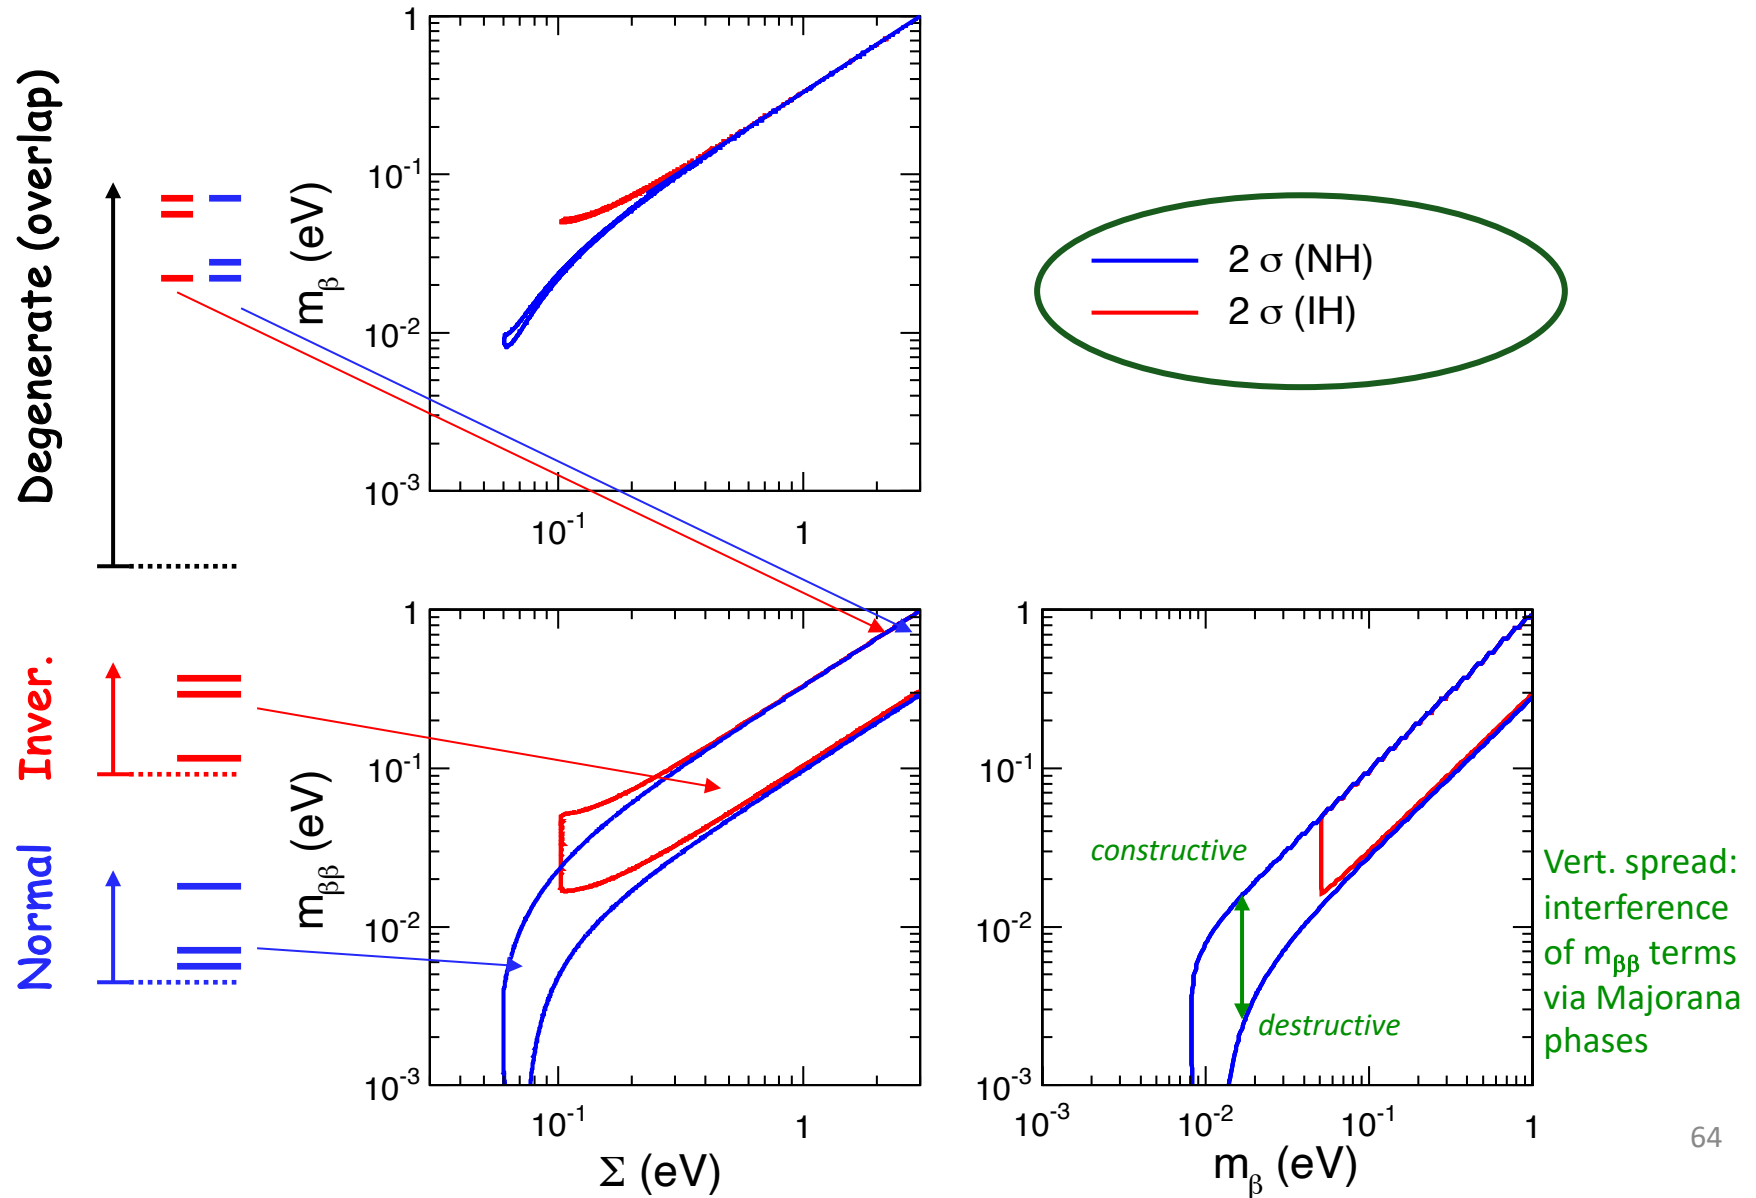 Degenerate (overlap)
Inver.
Normal
1
10⁻¹
10⁻²
10⁻³
m_β (eV)
10⁻¹
1
2 σ (NH)
2 σ (IH)
1
10⁻¹
10⁻²
10⁻³
m_ββ (eV)
10⁻¹
1
Σ (eV)
1
10⁻¹
10⁻²
10⁻³
constructive
destructive
10⁻³
10⁻²
10⁻¹
1
m_β (eV)
Vert. spread:
interference
of m_ββ terms
via Majorana
phases
64